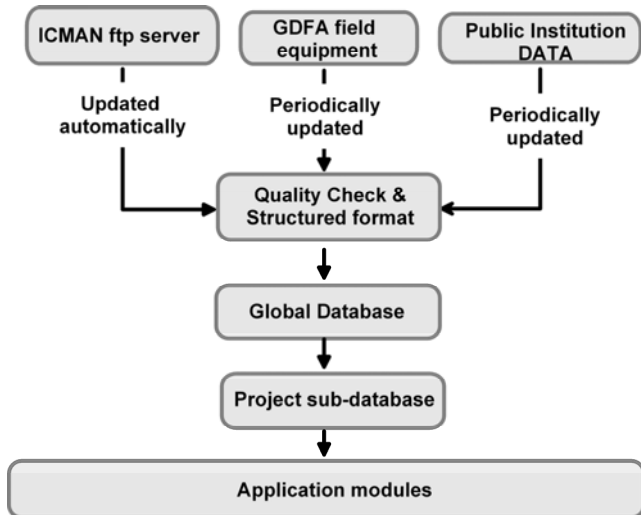 ICMAN ftp server
GDFA field
equipment
Public Institution
DATA
Updated
automatically
Periodically
updated
Periodically
updated
Quality Check &
Structured format
Global Database
Project sub-database
Application modules